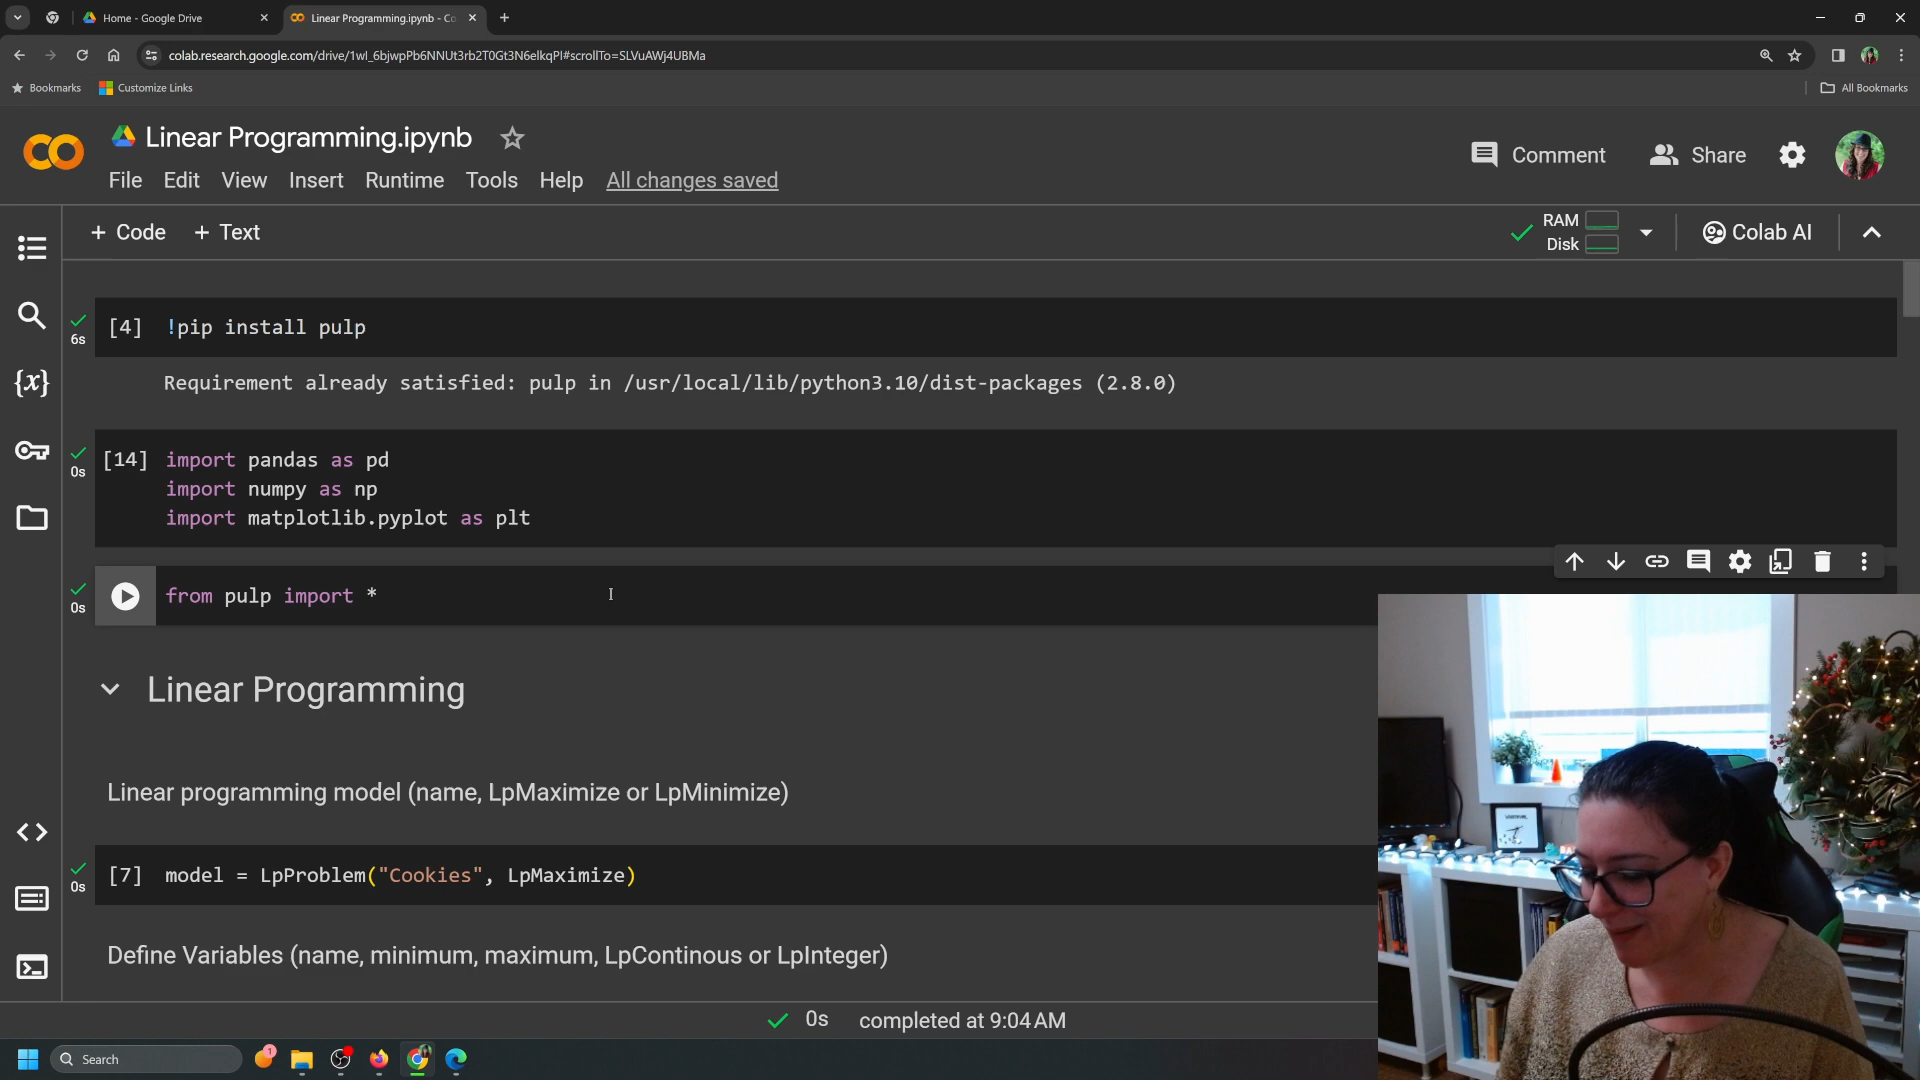 Home - Google Drive
Linear Programming.ipynb - Co
colab.research.google.com/drive/1wI_6bjwpPb6NNUt3rb2T0Gt3N6elkqPI#scrollTo=SLVuAWj4UBMa
Bookmarks
Customize Links
All Bookmarks
Linear Programming.ipynb
File Edit View Insert Runtime Tools Help All changes saved
Comment
Share
+ Code + Text
RAM
Disk
Colab AI
[4] !pip install pulp
6s
Requirement already satisfied: pulp in /usr/local/lib/python3.10/dist-packages (2.8.0)
[14] import pandas as pd
0s
import numpy as np
import matplotlib.pyplot as plt
from pulp import *
0s
Linear Programming
Linear programming model (name, LpMaximize or LpMinimize)
[7] model = LpProblem("Cookies", LpMaximize)
0s
Define Variables (name, minimum, maximum, LpContinous or LpInteger)
0s completed at 9:04 AM
Search
1